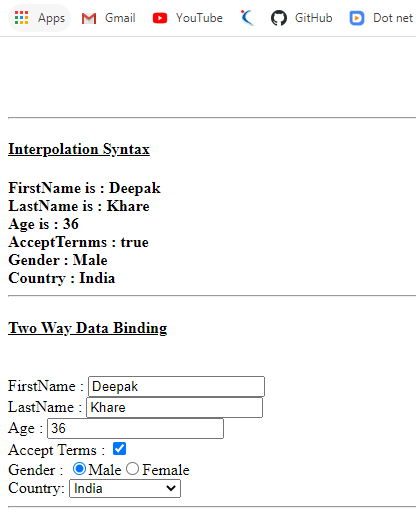 Apps Gmail YouTube GitHub Dot net
Interpolation Syntax
FirstName is : Deepak
LastName is : Khare
Age is : 36
AcceptTernms : true
Gender : Male
Country : India
Two Way Data Binding
FirstName : Deepak
LastName : Khare
Age : 36
Accept Terms :
Gender : Male Female
Country: India